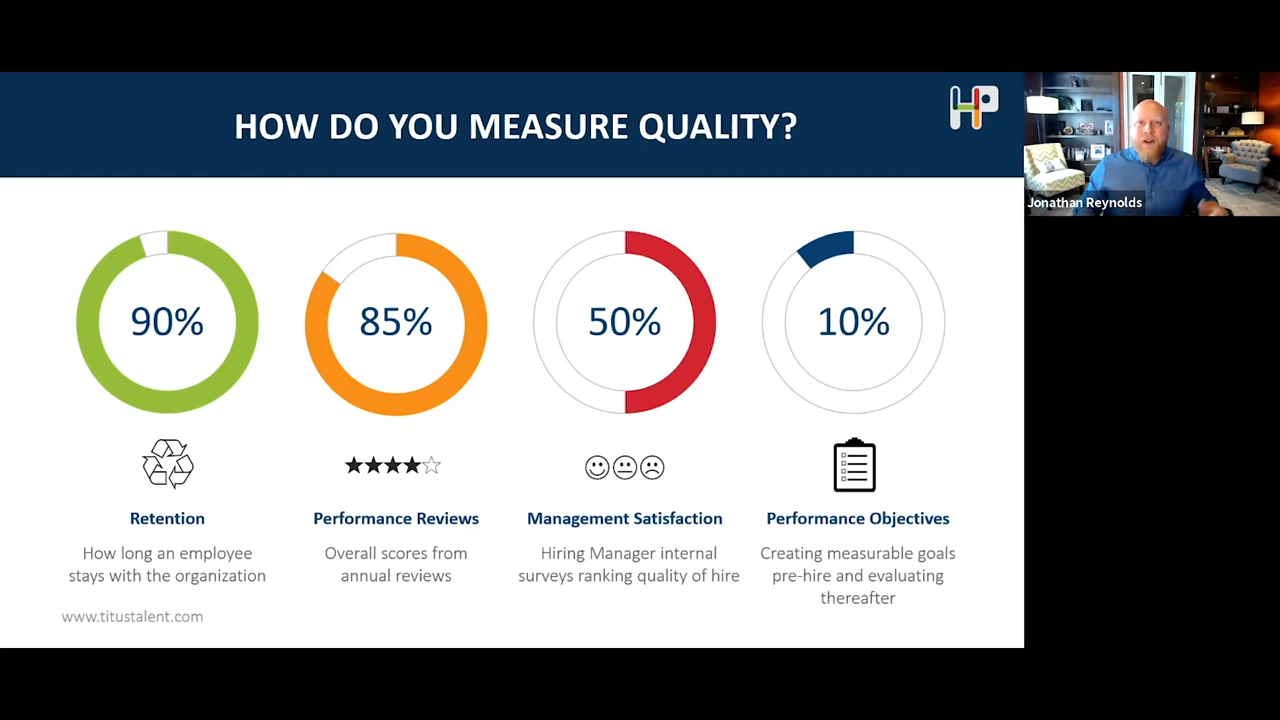 HOW DO YOU MEASURE QUALITY?
HP
Jonathan Reynolds
90%
85%
50%
10%
Retention
Performance Reviews
Management Satisfaction
Performance Objectives
How long an employee
stays with the organization
Overall scores from
annual reviews
Hiring Manager internal
surveys ranking quality of hire
Creating measurable goals
pre-hire and evaluating
thereafter
www.titustalent.com